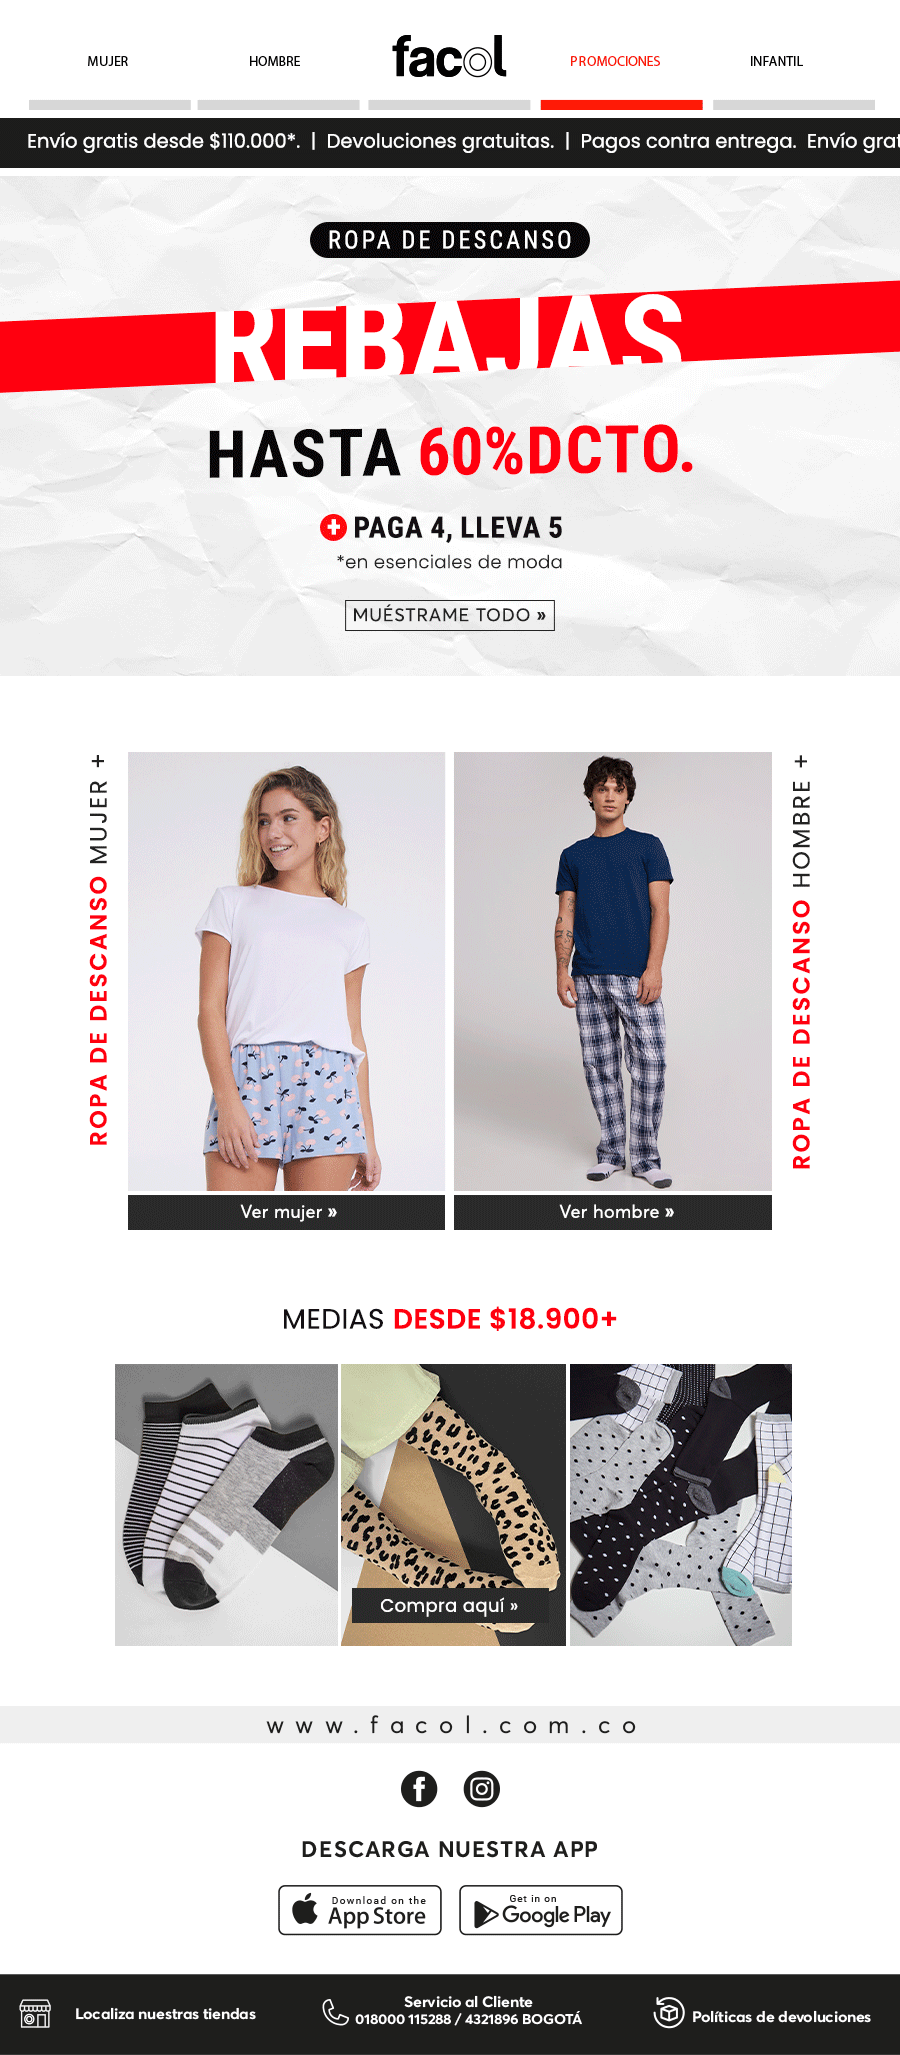 MUJER
HOMBRE
facol
PROMOCIONES
INFANTIL
Envío gratis desde $110.000*. | Devoluciones gratuitas. | Pagos contra entrega. Envío grat
ROPA DE DESCANSO
REBAJAS
HASTA 60%DCTO.
+ PAGA 4, LLEVA 5
*en esenciales de moda
MUÉSTRAME TODO »
ROPA DE DESCANSO MUJER +
ROPA DE DESCANSO HOMBRE +
Ver mujer »
Ver hombre »
MEDIAS DESDE $18.900+
Compra aquí »
www.facol.com.co
DESCARGA NUESTRA APP
Download on the
App Store
Get in on
Google Play
Localiza nuestras tiendas
Servicio al Cliente
018000 115288 / 4321896 BOGOTÁ
Políticas de devoluciones